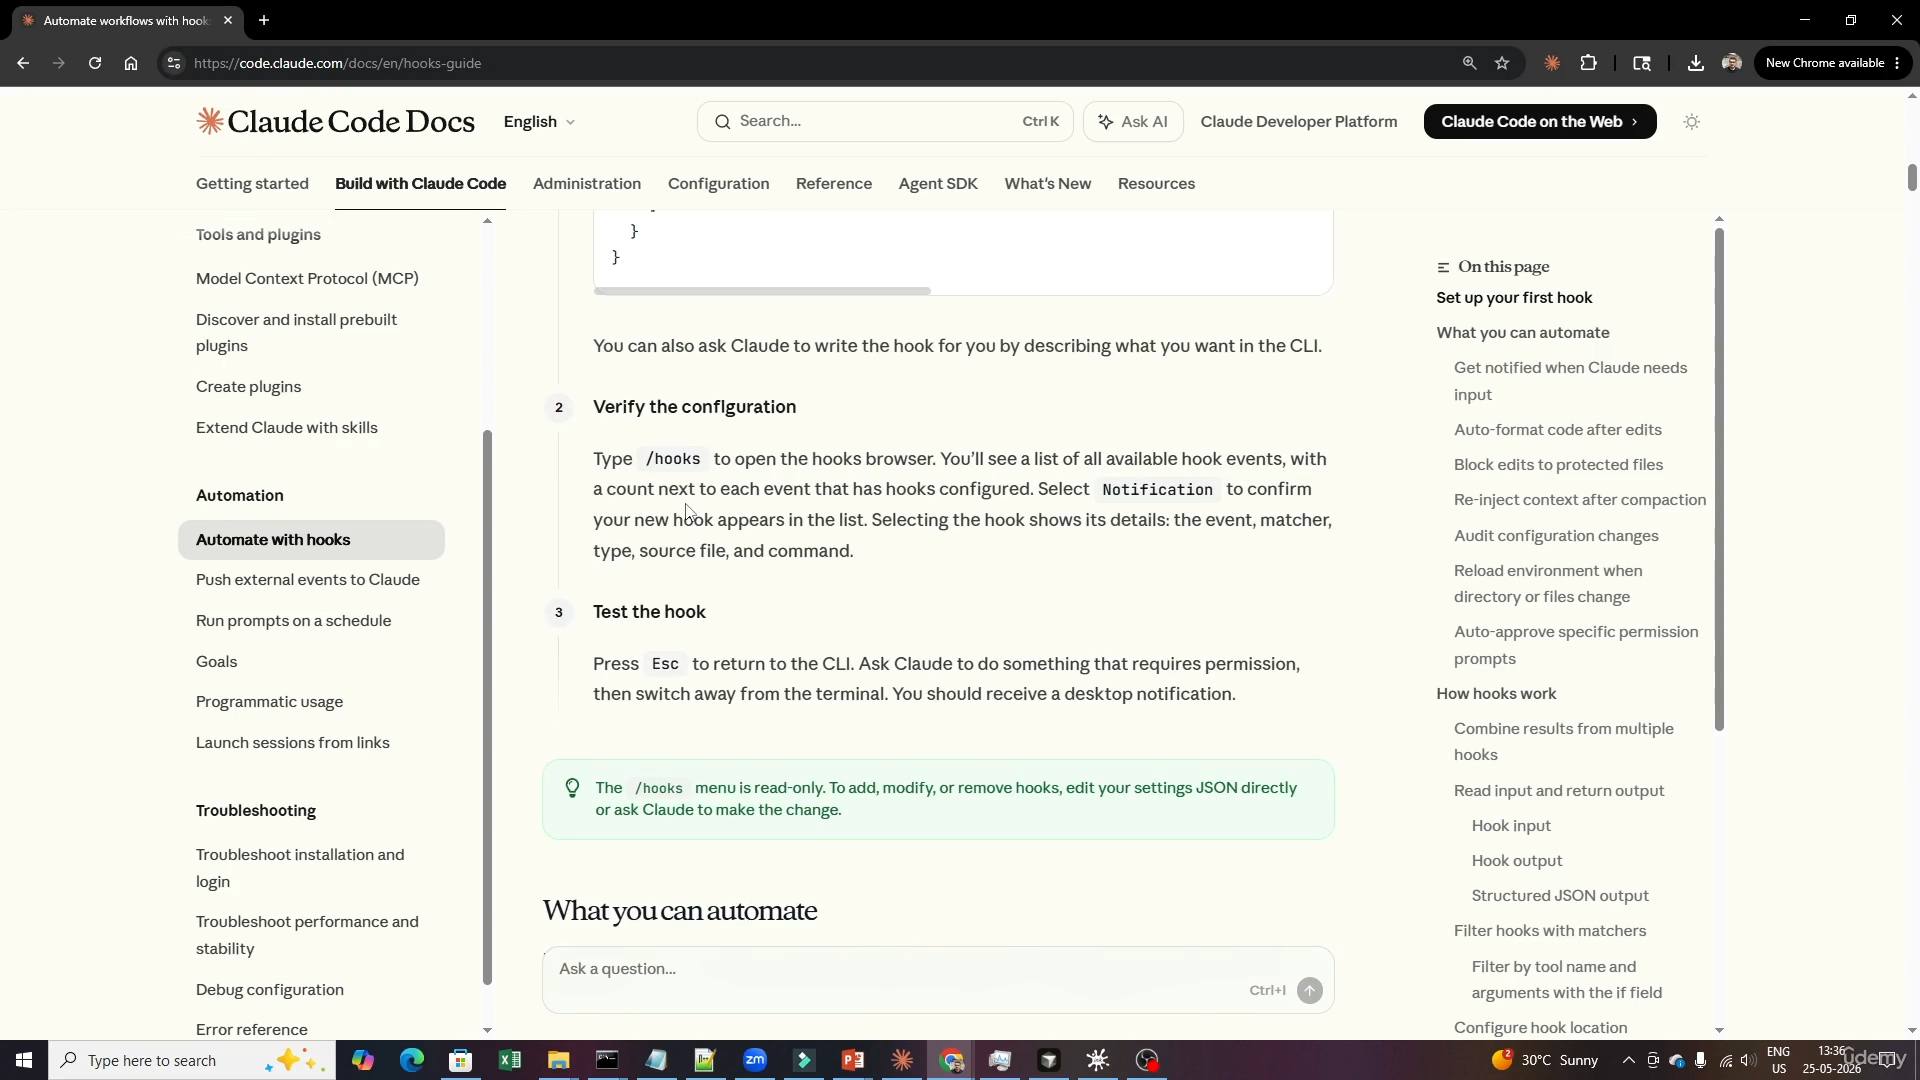 Automate workflows with hook
https://code.claude.com/docs/en/hooks-guide
New Chrome available
Claude Code Docs
English
Search...
Ctrl K
Ask AI
Claude Developer Platform
Claude Code on the Web
Getting started
Build with Claude Code
Administration
Configuration
Reference
Agent SDK
What's New
Resources
Tools and plugins
Model Context Protocol (MCP)
Discover and install prebuilt
plugins
Create plugins
Extend Claude with skills
Automation
Automate with hooks
Push external events to Claude
Run prompts on a schedule
Goals
Programmatic usage
Launch sessions from links
Troubleshooting
Troubleshoot installation and
login
Troubleshoot performance and
stability
Debug configuration
Error reference
}
}
You can also ask Claude to write the hook for you by describing what you want in the CLI.
2
Verify the configuration
Type /hooks to open the hooks browser. You'll see a list of all available hook events, with
a count next to each event that has hooks configured. Select Notification to confirm
your new hook appears in the list. Selecting the hook shows its details: the event, matcher,
type, source file, and command.
3
Test the hook
Press Esc to return to the CLI. Ask Claude to do something that requires permission,
then switch away from the terminal. You should receive a desktop notification.
The /hooks menu is read-only. To add, modify, or remove hooks, edit your settings JSON directly
or ask Claude to make the change.
What you can automate
Ask a question...
Ctrl+I
On this page
Set up your first hook
What you can automate
Get notified when Claude needs
input
Auto-format code after edits
Block edits to protected files
Re-inject context after compaction
Audit configuration changes
Reload environment when
directory or files change
Auto-approve specific permission
prompts
How hooks work
Combine results from multiple
hooks
Read input and return output
Hook input
Hook output
Structured JSON output
Filter hooks with matchers
Filter by tool name and
arguments with the if field
Configure hook location
Type here to search
zm
2
30°C Sunny
ENG
US
13:36
25-05-2026
udemy